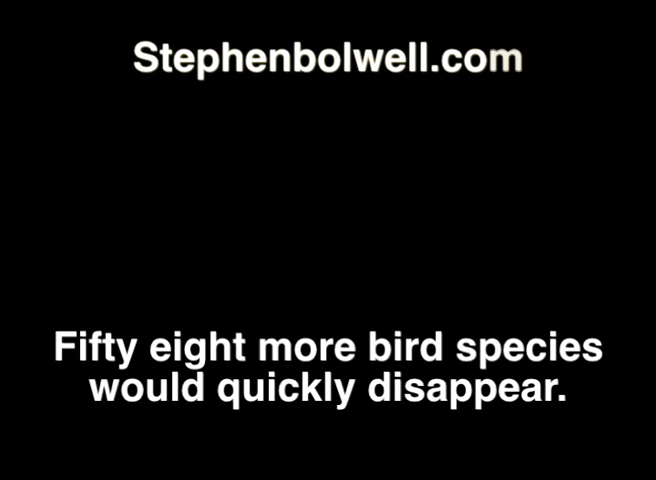 Stephenbolwell.com
Fifty eight more bird species
would quickly disappear.